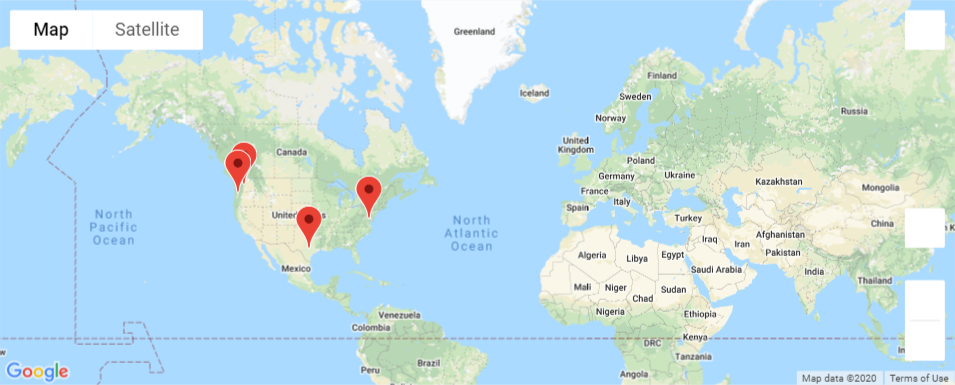 Map Satellite
Greenland
Iceland
Finland
Sweden
Norway
Russia
United
Kingdom
Canada
Poland
Germany
Ukraine
France
Kazakhstan
Italy
Mongolia
Spain
North
Pacific
Ocean
North
Atlantic
Ocean
Turkey
China
Afghanistan
Iraq
Iran
Pakistan
Algeria
Libya
Egypt
Saudi Arabia
India
Mexico
Mali
Niger
Sudan
Chad
Thailand
Nigeria
Ethiopia
Venezuela
Colombia
Kenya
DRC
Tanzania
Brazil
Peru
Angola
Google
Map data ©2020 Terms of Use